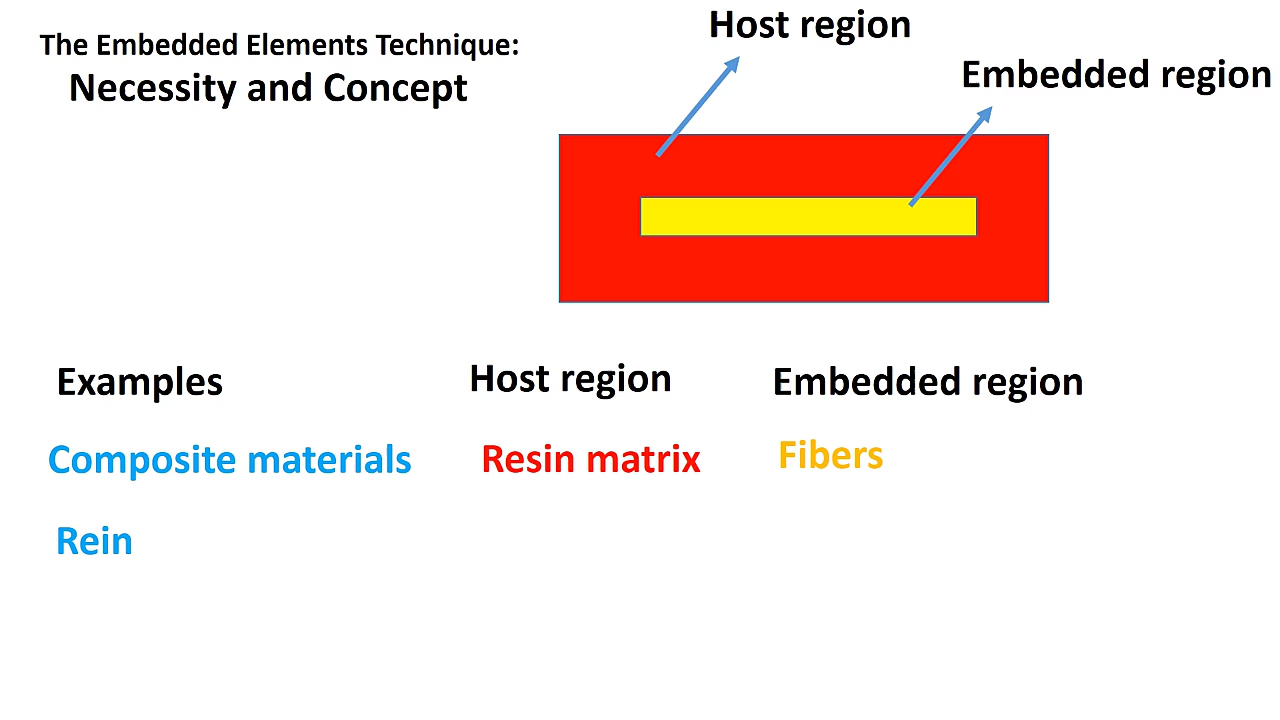 The Embedded Elements Technique:
Necessity and Concept
Host region
Embedded region
Examples
Host region
Embedded region
Composite materials
Resin matrix
Fibers
Rein